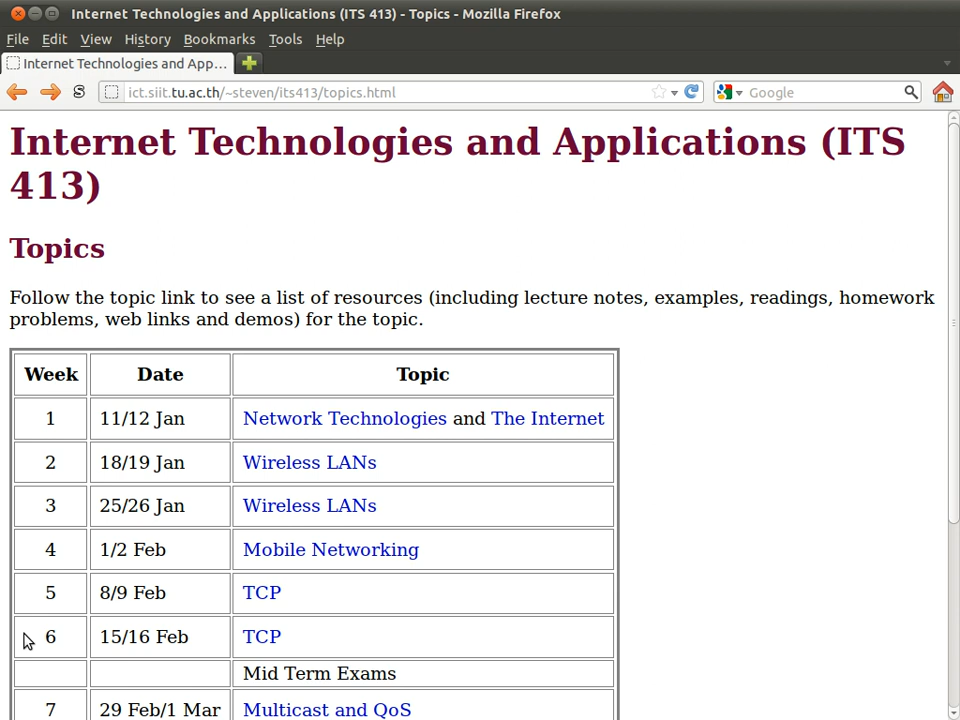 Internet Technologies and Applications (ITS 413) - Topics - Mozilla Firefox
File Edit View History Bookmarks Tools Help
Internet Technologies and App...
S ict.siit.tu.ac.th/~steven/its413/topics.html Google
Internet Technologies and Applications (ITS
413)
Topics
Follow the topic link to see a list of resources (including lecture notes, examples, readings, homework
problems, web links and demos) for the topic.
Week Date Topic
1 11/12 Jan Network Technologies and The Internet
2 18/19 Jan Wireless LANs
3 25/26 Jan Wireless LANs
4 1/2 Feb Mobile Networking
5 8/9 Feb TCP
6 15/16 Feb TCP
Mid Term Exams
7 29 Feb/1 Mar Multicast and QoS